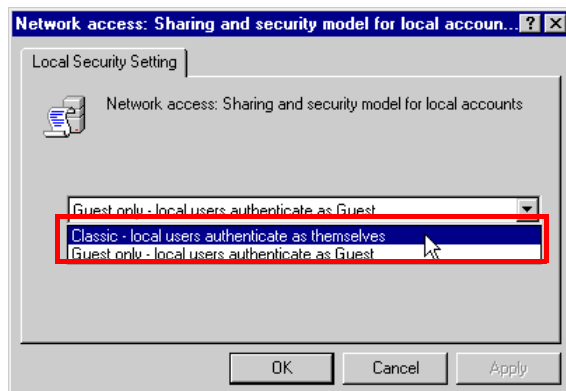 Network access: Sharing and security model for local accoun...
Local Security Setting
Network access: Sharing and security model for local accounts
Guest only - local users authenticate as Guest
Classic - local users authenticate as themselves
Guest only - local users authenticate as Guest
OK Cancel Apply